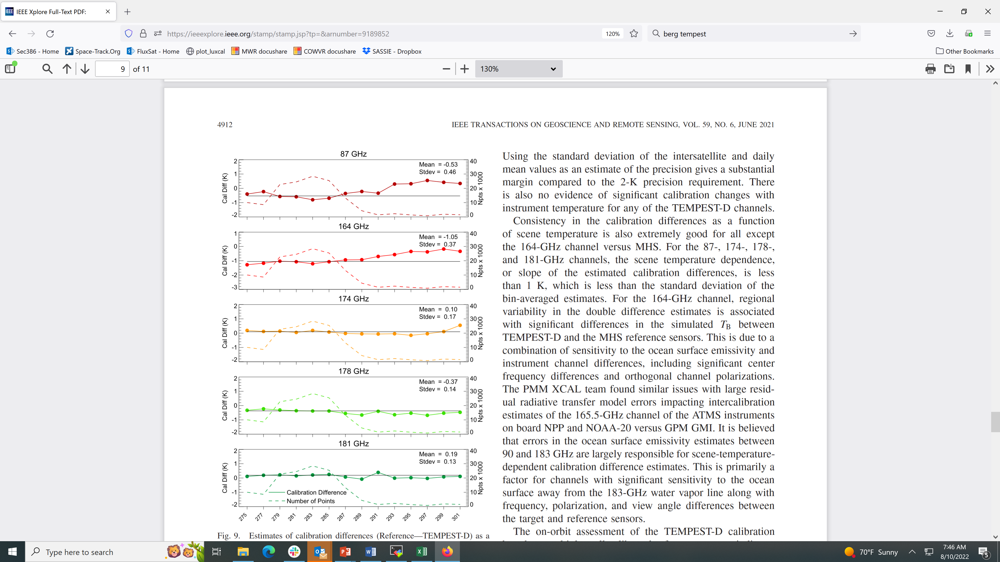 IEEE Xplore Full-Text PDF:
https://ieeexplore.ieee.org/stamp/stamp.jsp?tp=&arnumber=9189852
120%
berg tempest
Sec386 - Home
Space-Track.Org
FluxSat - Home
plot_luxcal
MWR docushare
COWVR docushare
SASSIE - Dropbox
Other Bookmarks
9 of 11
130%
4912
IEEE TRANSACTIONS ON GEOSCIENCE AND REMOTE SENSING, VOL. 59, NO. 6, JUNE 2021
87 GHz
Mean = -0.53
Stdev = 0.46
Cal Diff (K)
2
1
0
-1
-2
40
30
20
10
0
Npts x 1000
164 GHz
Mean = -1.05
Stdev = 0.37
Cal Diff (K)
1
0
-1
-2
-3
40
30
20
10
0
Npts x 1000
174 GHz
Mean = 0.10
Stdev = 0.17
Cal Diff (K)
2
1
0
-1
-2
40
30
20
10
0
Npts x 1000
178 GHz
Mean = -0.37
Stdev = 0.14
Cal Diff (K)
2
1
0
-1
-2
40
30
20
10
0
Npts x 1000
181 GHz
Mean = 0.19
Stdev = 0.13
Cal Diff (K)
2
1
0
-1
-2
40
30
20
10
0
Npts x 1000
Calibration Difference
Number of Points
275 277 279 281 283 285 287 289 291 293 295 297 299 301
Fig. 9. Estimates of calibration differences (Reference—TEMPEST-D) as a
Using the standard deviation of the intersatellite and daily
mean values as an estimate of the precision gives a substantial
margin compared to the 2-K precision requirement. There
is also no evidence of significant calibration changes with
instrument temperature for any of the TEMPEST-D channels.
Consistency in the calibration differences as a function
of scene temperature is also extremely good for all except
the 164-GHz channel versus MHS. For the 87-, 174-, 178-,
and 181-GHz channels, the scene temperature dependence,
or slope of the estimated calibration differences, is less
than 1 K, which is less than the standard deviation of the
bin-averaged estimates. For the 164-GHz channel, regional
variability in the double difference estimates is associated
with significant differences in the simulated TB between
TEMPEST-D and the MHS reference sensors. This is due to a
combination of sensitivity to the ocean surface emissivity and
instrument channel differences, including significant center
frequency differences and orthogonal channel polarizations.
The PMM XCAL team found similar issues with large resid-
ual radiative transfer model errors impacting intercalibration
estimates of the 165.5-GHz channel of the ATMS instruments
on board NPP and NOAA-20 versus GPM GMI. It is believed
that errors in the ocean surface emissivity estimates between
90 and 183 GHz are largely responsible for scene-temperature-
dependent calibration difference estimates. This is primarily a
factor for channels with significant sensitivity to the ocean
surface away from the 183-GHz water vapor line along with
frequency, polarization, and view angle differences between
the target and reference sensors.
The on-orbit assessment of the TEMPEST-D calibration
Type here to search
70°F Sunny
7:46 AM
8/10/2022
5